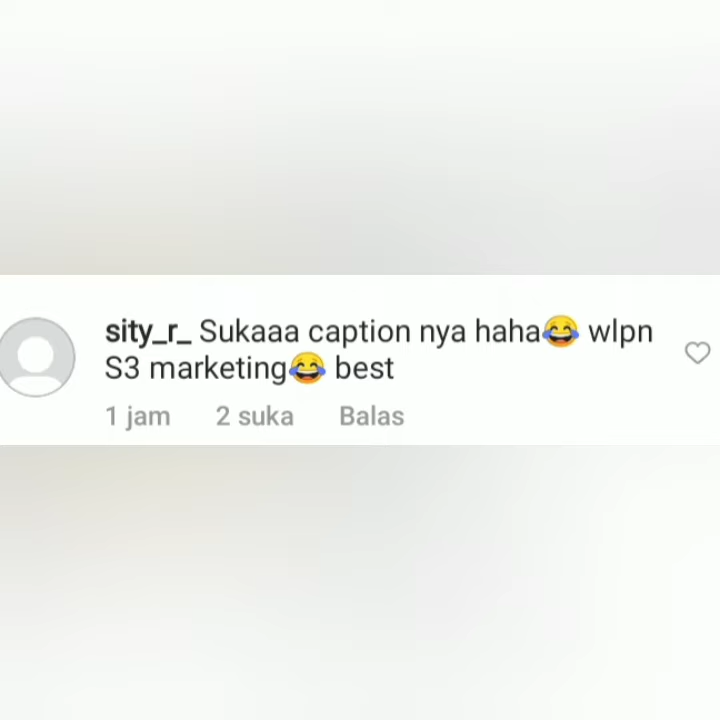 sity_r_ Sukaaa caption nya haha😂 wlpn
S3 marketing😂 best
1 jam 2 suka Balas